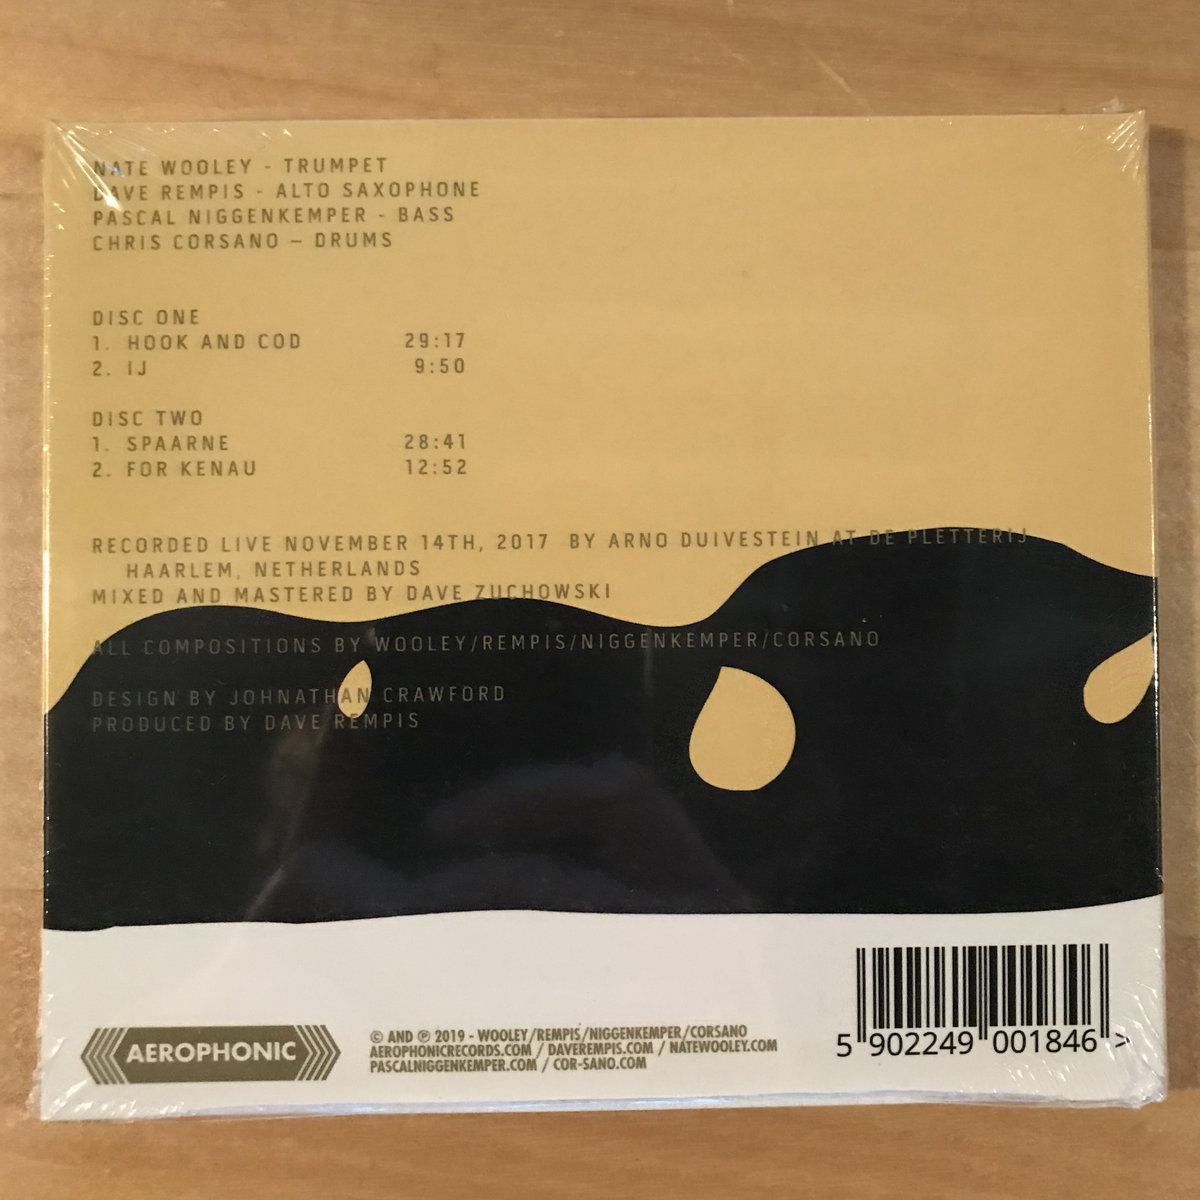 NATE WOOLEY - TRUMPET
DAVE REMPIS - ALTO SAXOPHONE
PASCAL NIGGENKEMPER - BASS
CHRIS CORSANO – DRUMS
DISC ONE
1. HOOK AND COD 29:17
2. IJ 9:50
DISC TWO
1. SPAARNE 28:41
2. FOR KENAU 12:52
RECORDED LIVE NOVEMBER 14TH, 2017 BY ARNO DUIVESTEIN AT DE PLETTERIJ
HAARLEM, NETHERLANDS
MIXED AND MASTERED BY DAVE ZUCHOWSKI
ALL COMPOSITIONS BY WOOLEY/REMPIS/NIGGENKEMPER/CORSANO
DESIGN BY JOHNATHAN CRAWFORD
PRODUCED BY DAVE REMPIS
AEROPHONIC
© AND ℗ 2019 - WOOLEY/REMPIS/NIGGENKEMPER/CORSANO
AEROPHONICRECORDS.COM / DAVEREMPIS.COM / NATEWOOLEY.COM
PASCALNIGGENKEMPER.COM / COR-SANO.COM
5 902249 001846 >